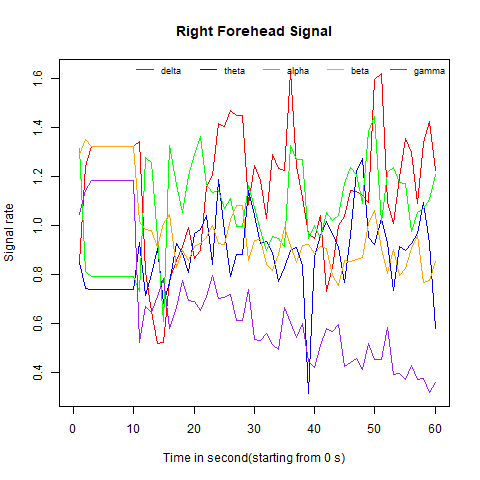 Right Forehead Signal
delta theta alpha beta gamma
Signal rate
1.6
1.4
1.2
1.0
0.8
0.6
0.4
0 10 20 30 40 50 60
Time in second(starting from 0 s)